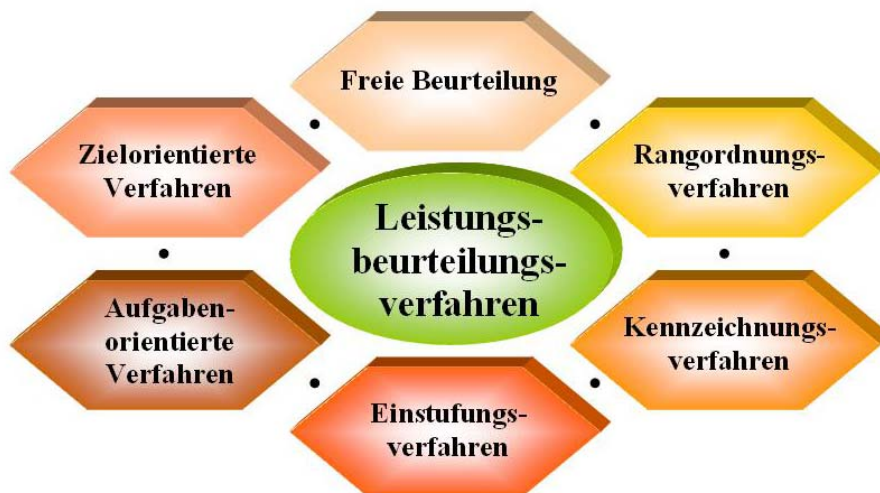 Freie Beurteilung
Zielorientierte
Verfahren
Rangordnungs-
verfahren
Leistungs-
beurteilungs-
verfahren
Aufgaben-
orientierte
Verfahren
Kennzeichnungs-
verfahren
Einstufungs-
verfahren